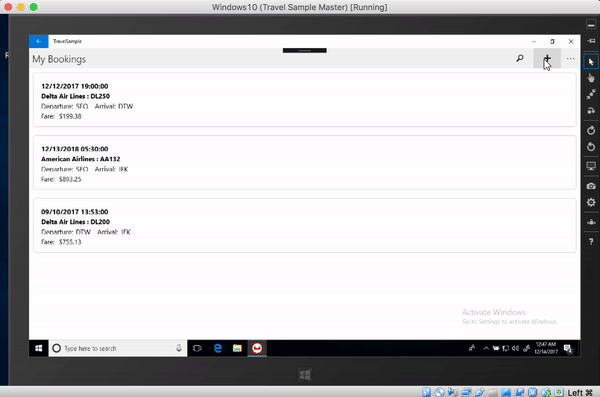 Windows10 (Travel Sample Master) [Running]
TravelSample
My Bookings
12/12/2017 19:00:00
Delta Air Lines : DL250
Departure: SFO Arrival: DTW
Fare: $199.38
12/13/2018 05:30:00
American Airlines : AA132
Departure: SFO Arrival: JFK
Fare: $893.25
09/10/2017 13:53:00
Delta Air Lines : DL200
Departure: DTW Arrival: JFK
Fare: $755.13
Activate Windows
Go to Settings to activate Windows.
Type here to search
12:47 AM
12/14/2017
Left ⌘